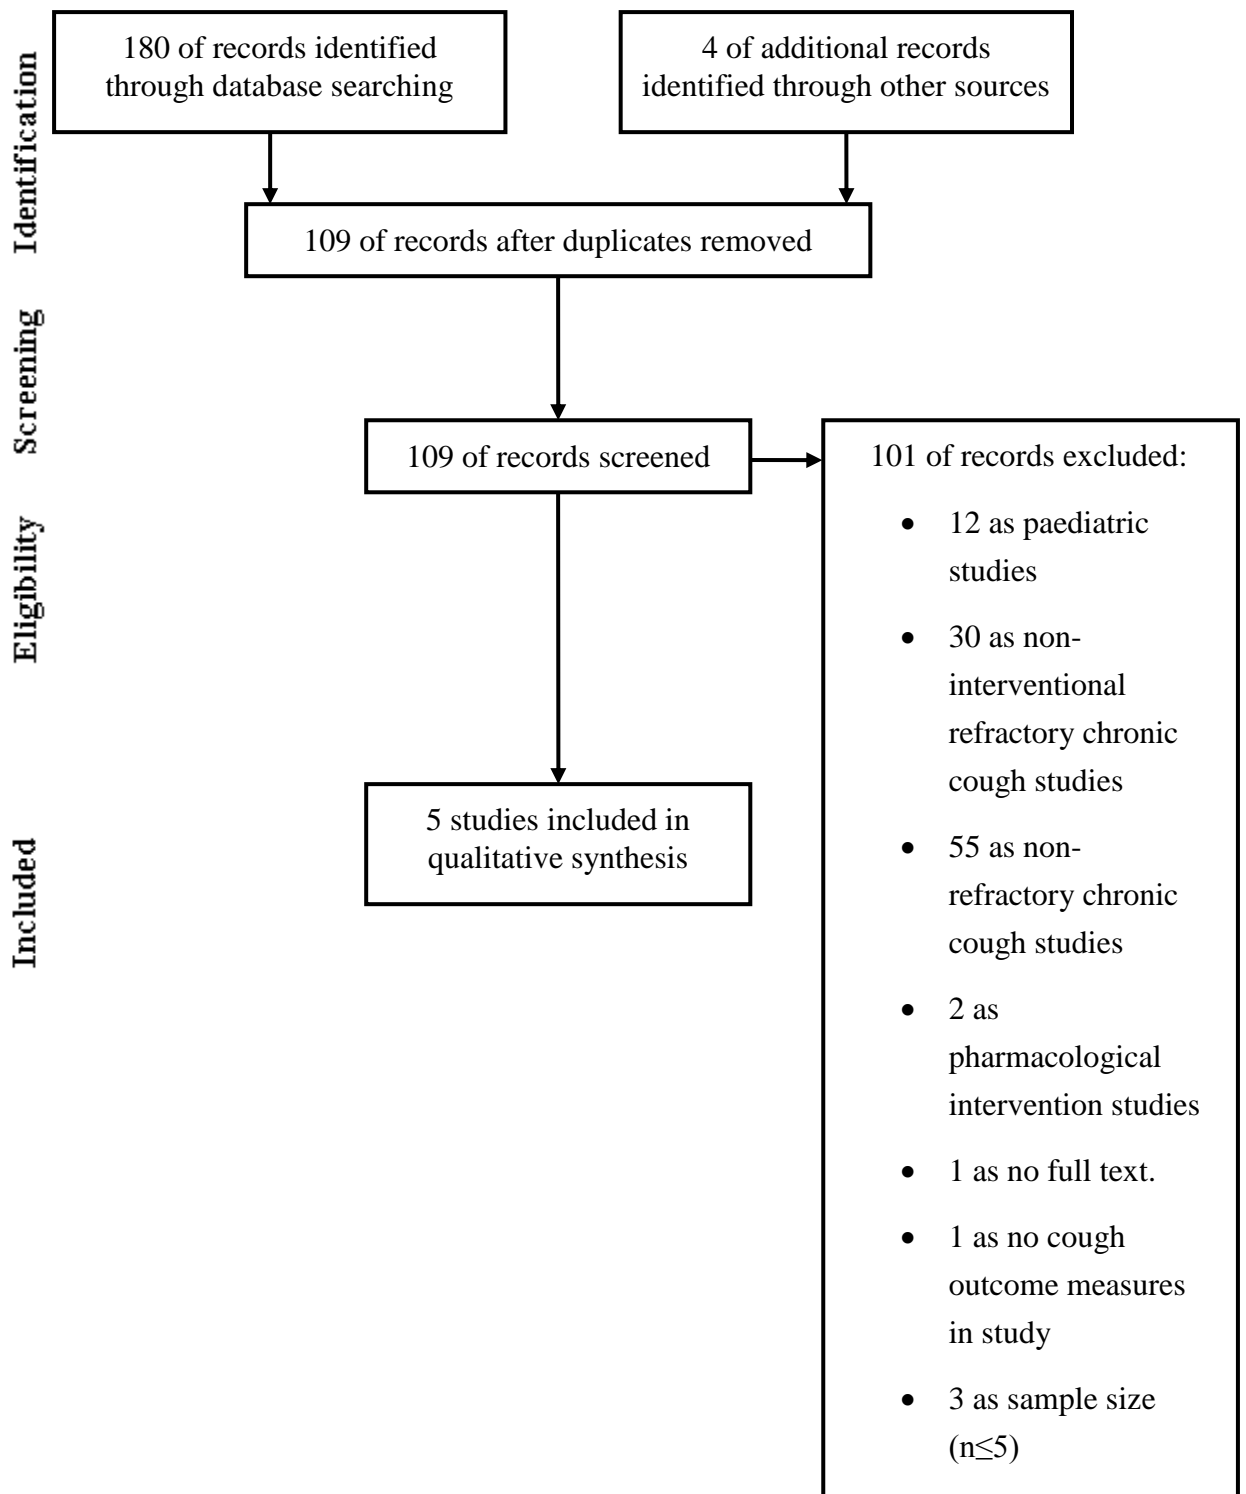 Identification
180 of records identified
through database searching
4 of additional records
identified through other sources
109 of records after duplicates removed
Screening
109 of records screened
Eligibility
101 of records excluded:
• 12 as paediatric
studies
• 30 as non-
interventional
refractory chronic
cough studies
• 55 as non-
refractory chronic
cough studies
• 2 as
pharmacological
intervention studies
• 1 as no full text.
• 1 as no cough
outcome measures
in study
• 3 as sample size
(n≤5)
Included
5 studies included in
qualitative synthesis